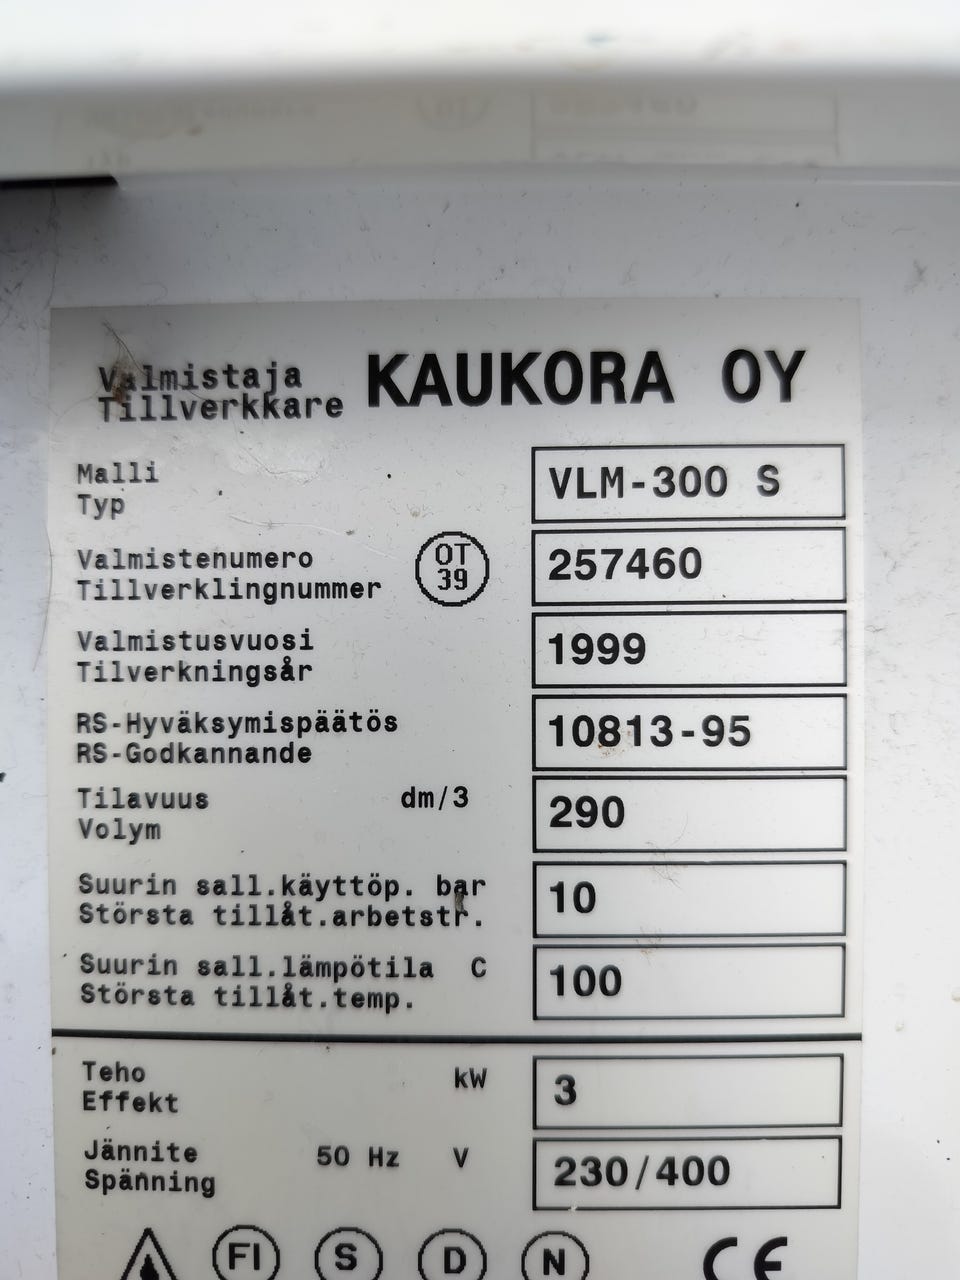 Valmistaja
Tillverkkare
KAUKORA OY
Malli
Typ
VLM-300 S
Valmistenumero
Tillverklingnummer
OT
39
257460
Valmistusvuosi
Tilverkningsår
1999
RS-Hyväksymispäätös
RS-Godkannande
10813-95
Tilavuus dm/3
Volym
290
Suurin sall.käyttöp. bar
Största tillåt.arbetstr.
10
Suurin sall.lämpötila C
Största tillåt.temp.
100
Teho kW
Effekt
3
Jännite 50 Hz V
Spänning
230/400
FI S D N CE